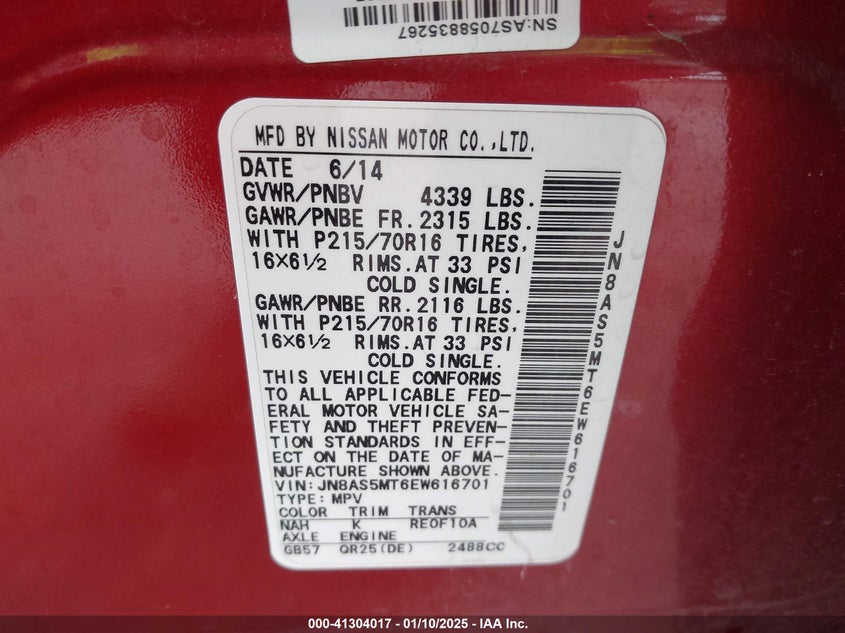 SN:AS7058835267
MFD BY NISSAN MOTOR CO.,LTD.
DATE 6/14
GVWR/PNBV 4339 LBS.
GAWR/PNBE FR.2315 LBS.
WITH P215/70R16 TIRES,
16X6½ RIMS.AT 33 PSI
COLD SINGLE.
GAWR/PNBE RR.2116 LBS.
WITH P215/70R16 TIRES,
16X6½ RIMS.AT 33 PSI
COLD SINGLE.
THIS VEHICLE CONFORMS
TO ALL APPLICABLE FED-
ERAL MOTOR VEHICLE SA-
FETY AND THEFT PREVEN-
TION STANDARDS IN EFF-
ECT ON THE DATE OF MA-
NUFACTURE SHOWN ABOVE.
VIN:JN8AS5MT6EW616701
TYPE:MPV
COLOR TRIM TRANS
NAH K RE0F10A
AXLE ENGINE
GB57 QR25(DE) 2488CC
JN8AS5MT6EW616701
000-41304017 - 01/10/2025 - IAA Inc.